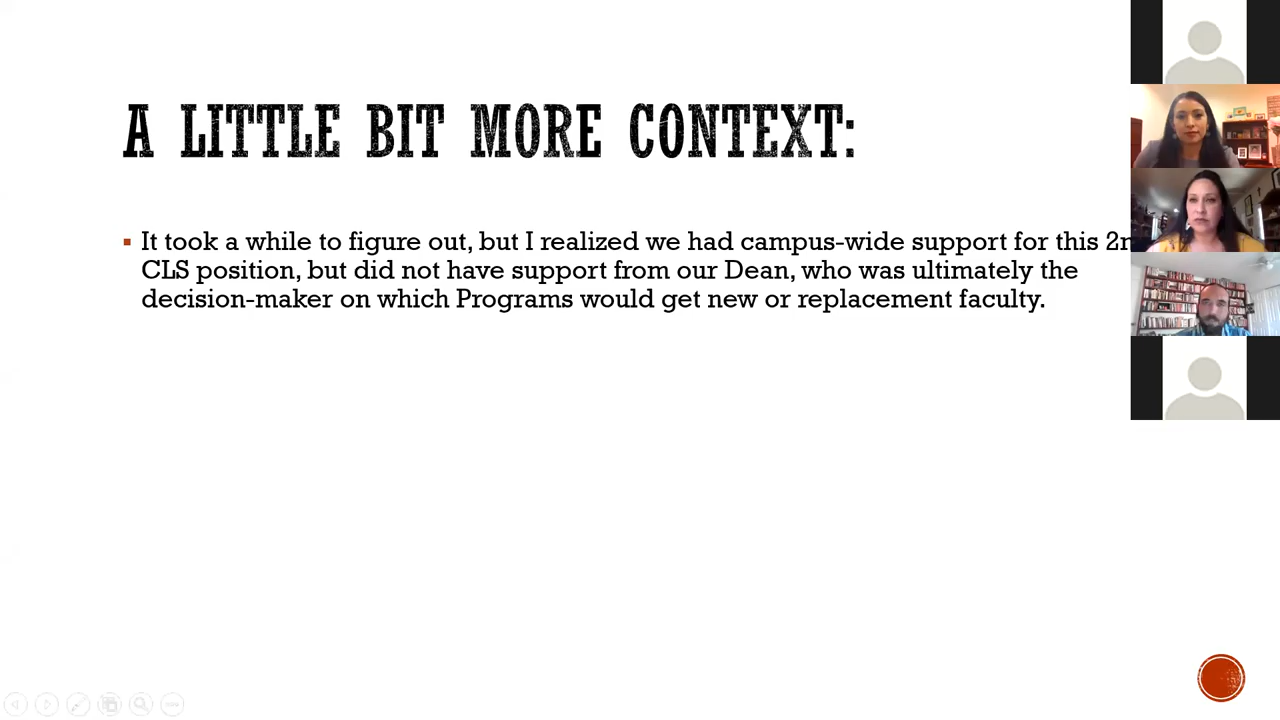 A LITTLE BIT MORE CONTEXT:
It took a while to figure out, but I realized we had campus-wide support for this
CLS position, but did not have support from our Dean, who was ultimately the
decision-maker on which Programs would get new or replacement faculty.